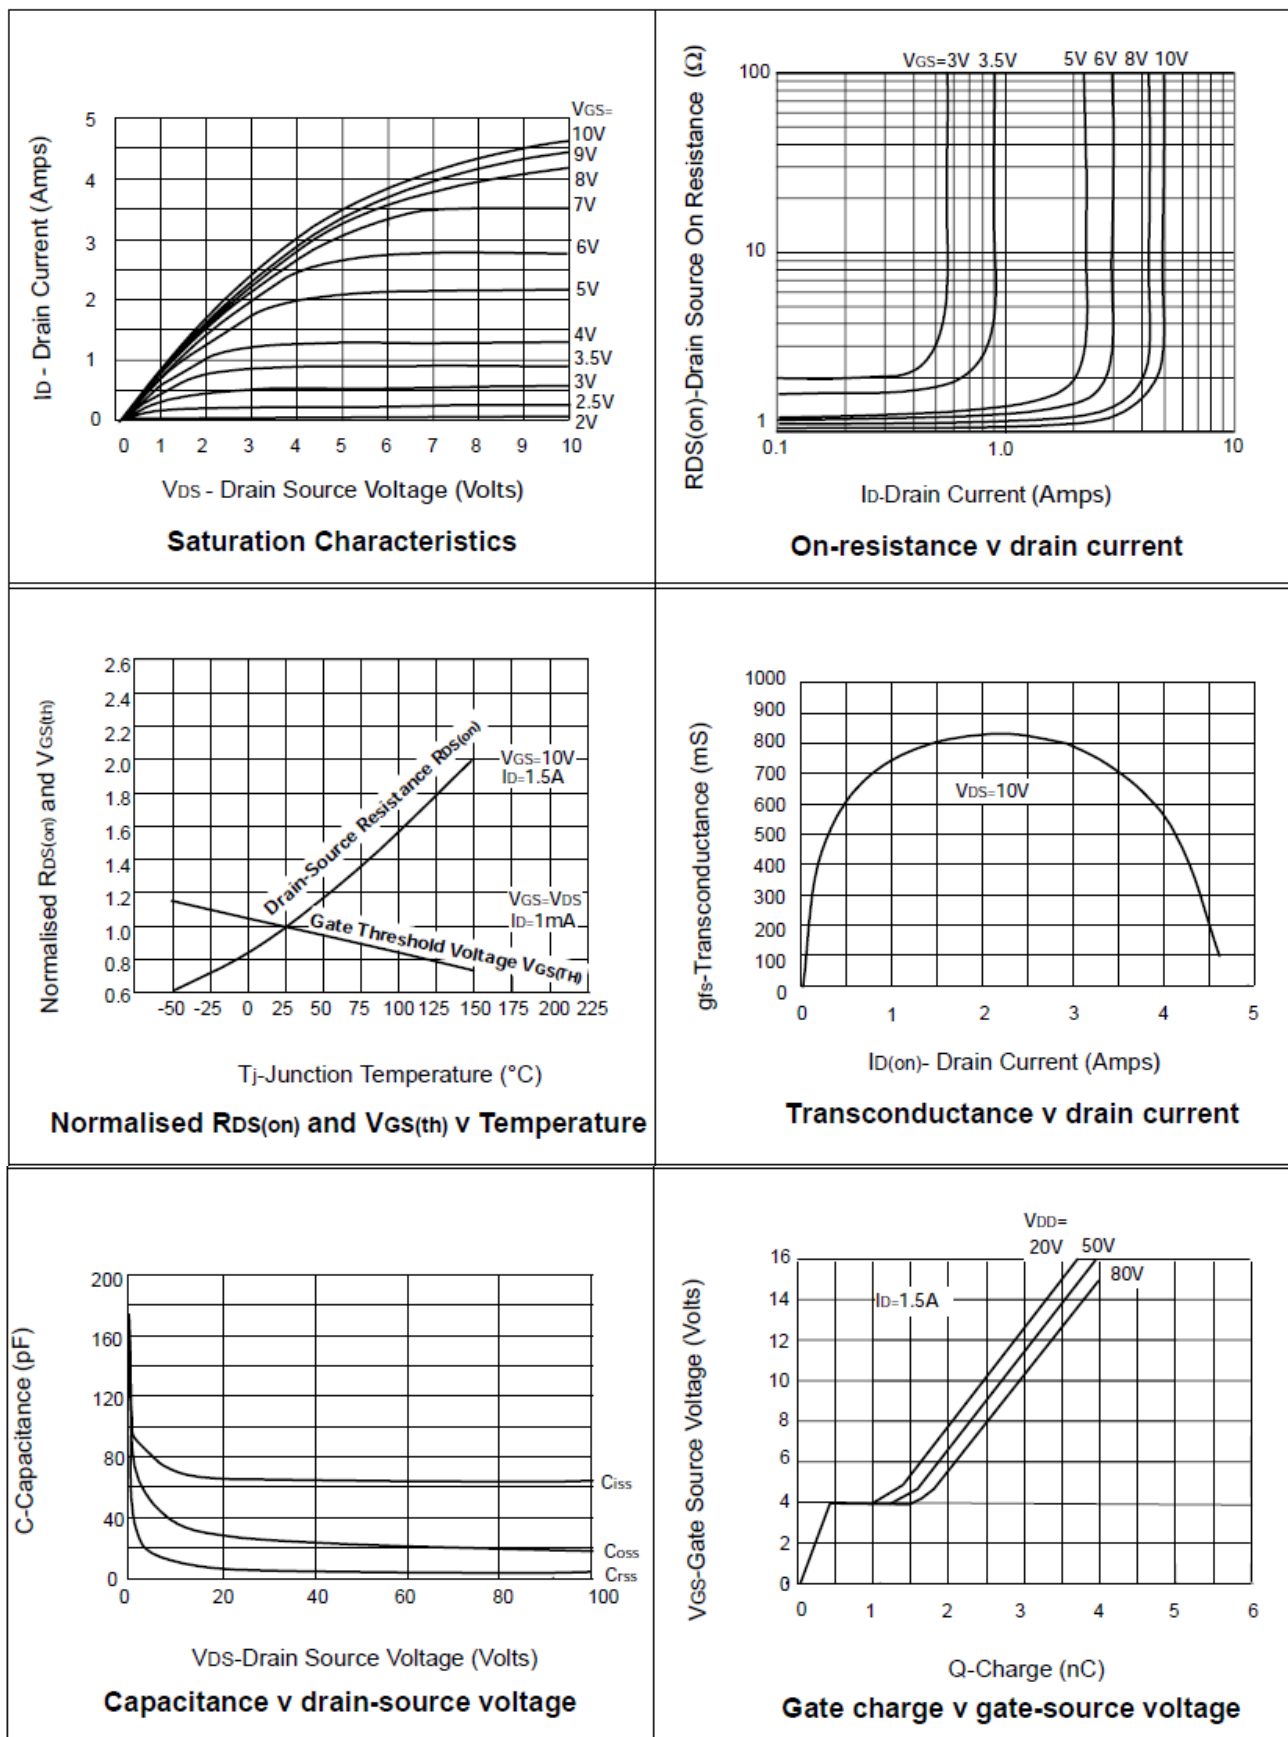 ID - Drain Current (Amps)
5
4
3
2
1
0
VGS=
10V
9V
8V
7V
6V
5V
4V
3.5V
3V
2.5V
2V
0 1 2 3 4 5 6 7 8 9 10
VDS - Drain Source Voltage (Volts)
Saturation Characteristics
RDS(on)-Drain Source On Resistance (Ω)
VGS=3V 3.5V 5V 6V 8V 10V
100
10
1
0.1 1.0 10
ID-Drain Current (Amps)
On-resistance v drain current
Normalised RDS(on) and VGS(th)
2.6
2.4
2.2
2.0
1.8
1.6
1.4
1.2
1.0
0.8
0.6
Drain-Source Resistance RDS(on)
VGS=10V
ID=1.5A
VGS=VDS
ID=1mA
Gate Threshold Voltage VGS(TH)
-50 -25 0 25 50 75 100 125 150 175 200 225
Tj-Junction Temperature (°C)
Normalised RDS(on) and VGS(th) v Temperature
gfs-Transconductance (mS)
1000
900
800
700
600
500
400
300
200
100
0
VDS=10V
0 1 2 3 4 5
ID(on)- Drain Current (Amps)
Transconductance v drain current
C-Capacitance (pF)
200
160
120
80
40
0
Ciss
Coss
Crss
0 20 40 60 80 100
VDS-Drain Source Voltage (Volts)
Capacitance v drain-source voltage
VGS-Gate Source Voltage (Volts)
VDD=
20V 50V
80V
ID=1.5A
16
14
12
10
8
6
4
2
0
0 1 2 3 4 5 6
Q-Charge (nC)
Gate charge v gate-source voltage